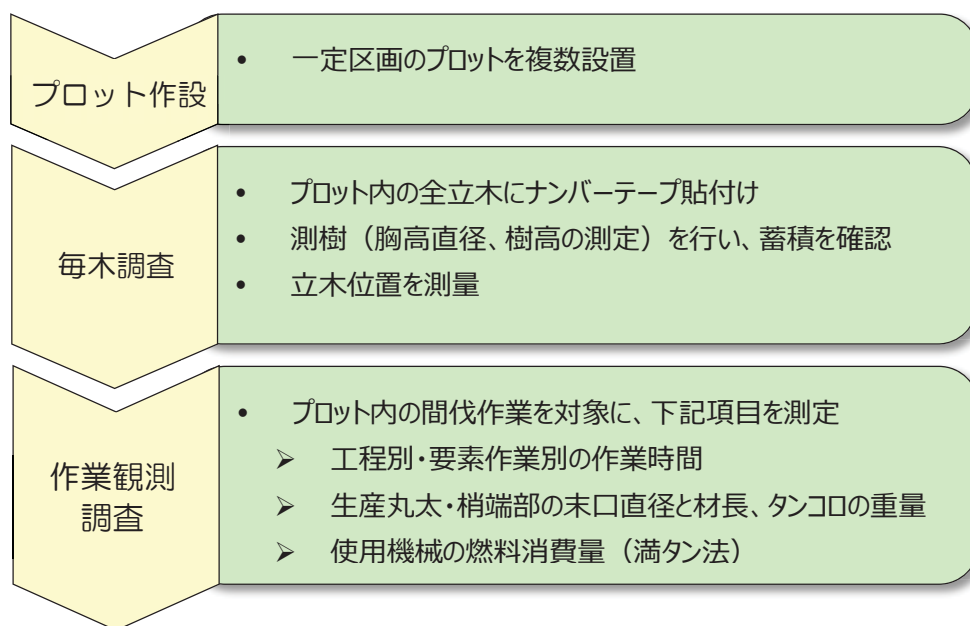 プロット作設
• 一定区画のプロットを複数設置
毎木調査
• プロット内の全立木にナンバーテープ貼付け
• 測樹（胸高直径、樹高の測定）を行い、蓄積を確認
• 立木位置を測量
作業観測
調査
• プロット内の間伐作業を対象に、下記項目を測定
➢ 工程別・要素作業別の作業時間
➢ 生産丸太・梢端部の末口直径と材長、タンコロの重量
➢ 使用機械の燃料消費量（満タン法）